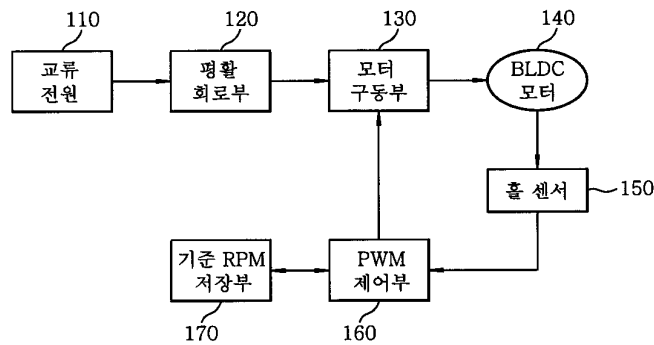 110
120
130
140
교류
전원
평활
회로부
모터
구동부
BLDC
모터
홀 센서
150
기준 RPM
저장부
PWM
제어부
170
160